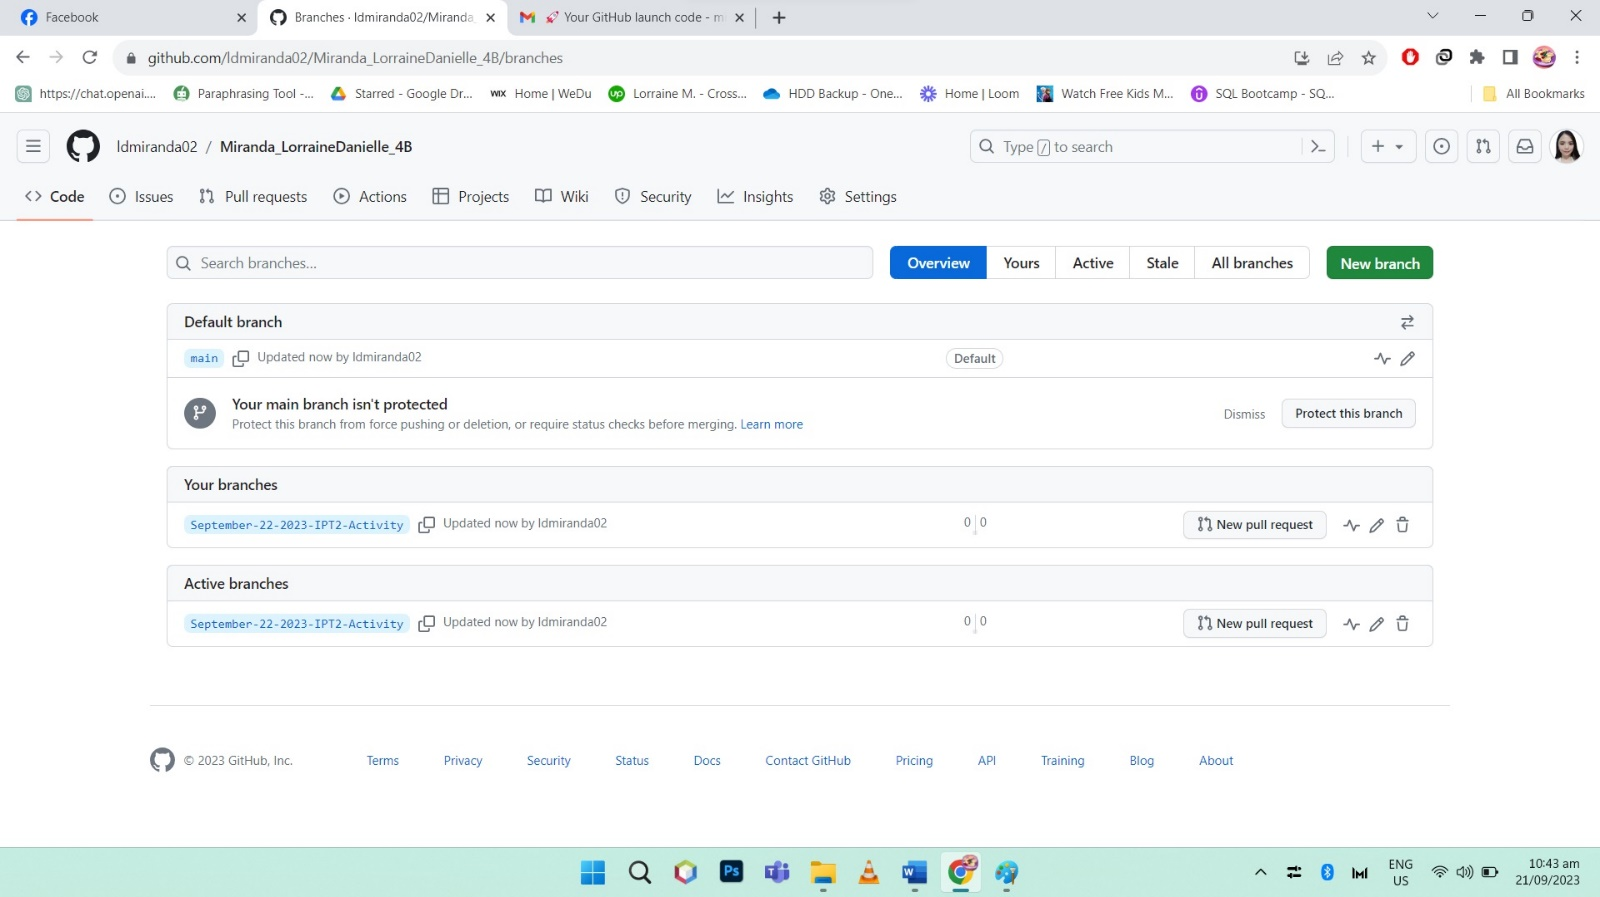 Facebook
Branches · ldmiranda02/Miranda_
Your GitHub launch code - m
github.com/ldmiranda02/Miranda_LorraineDanielle_4B/branches
https://chat.openai....
Paraphrasing Tool -...
Starred - Google Dr...
WIX Home | WeDu
up Lorraine M. - Cross...
HDD Backup - One...
Home | Loom
Watch Free Kids M...
SQL Bootcamp - SQ...
All Bookmarks
ldmiranda02 / Miranda_LorraineDanielle_4B
Type / to search
Code
Issues
Pull requests
Actions
Projects
Wiki
Security
Insights
Settings
Search branches...
Overview
Yours
Active
Stale
All branches
New branch
Default branch
main Updated now by ldmiranda02
Default
Your main branch isn't protected
Protect this branch from force pushing or deletion, or require status checks before merging. Learn more
Dismiss
Protect this branch
Your branches
September-22-2023-IPT2-Activity Updated now by ldmiranda02
0 0
New pull request
Active branches
September-22-2023-IPT2-Activity Updated now by ldmiranda02
0 0
New pull request
© 2023 GitHub, Inc.
Terms
Privacy
Security
Status
Docs
Contact GitHub
Pricing
API
Training
Blog
About
Ps
ENG
US
10:43 am
21/09/2023